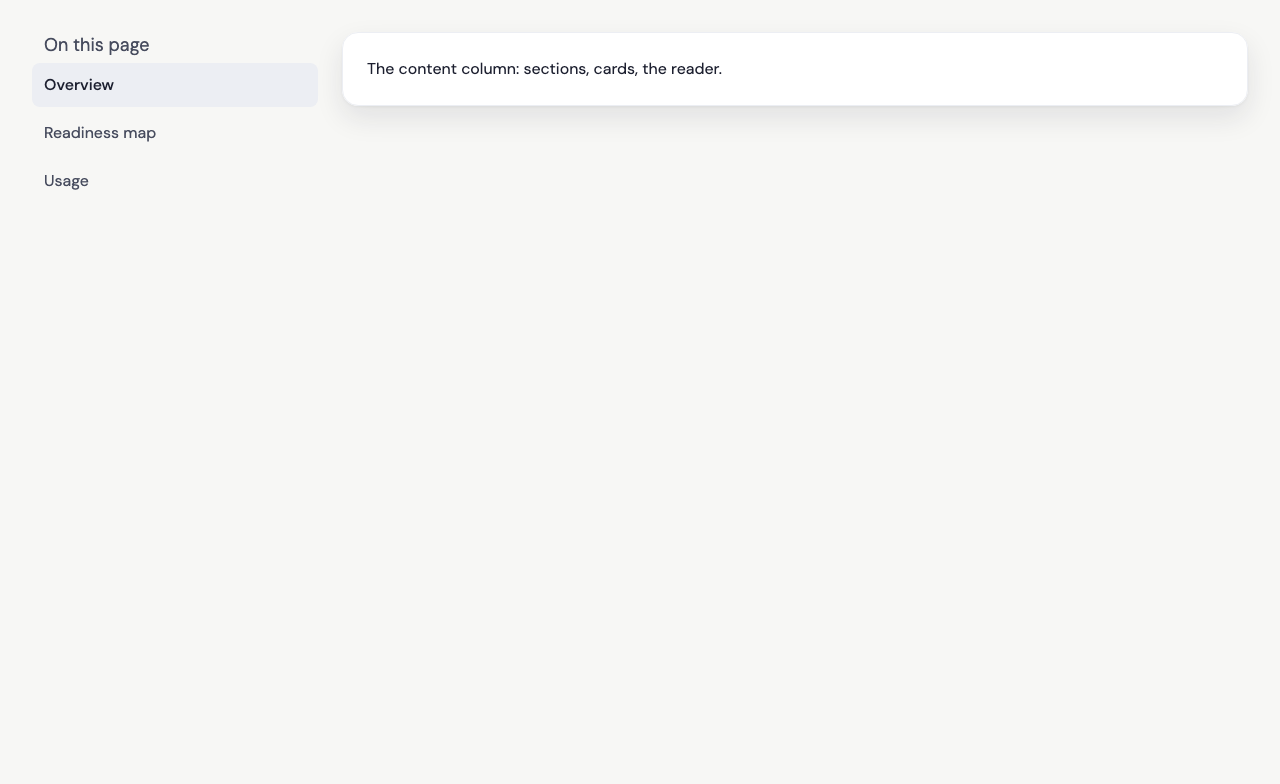 On this page
Overview
Readiness map
Usage
The content column: sections, cards, the reader.